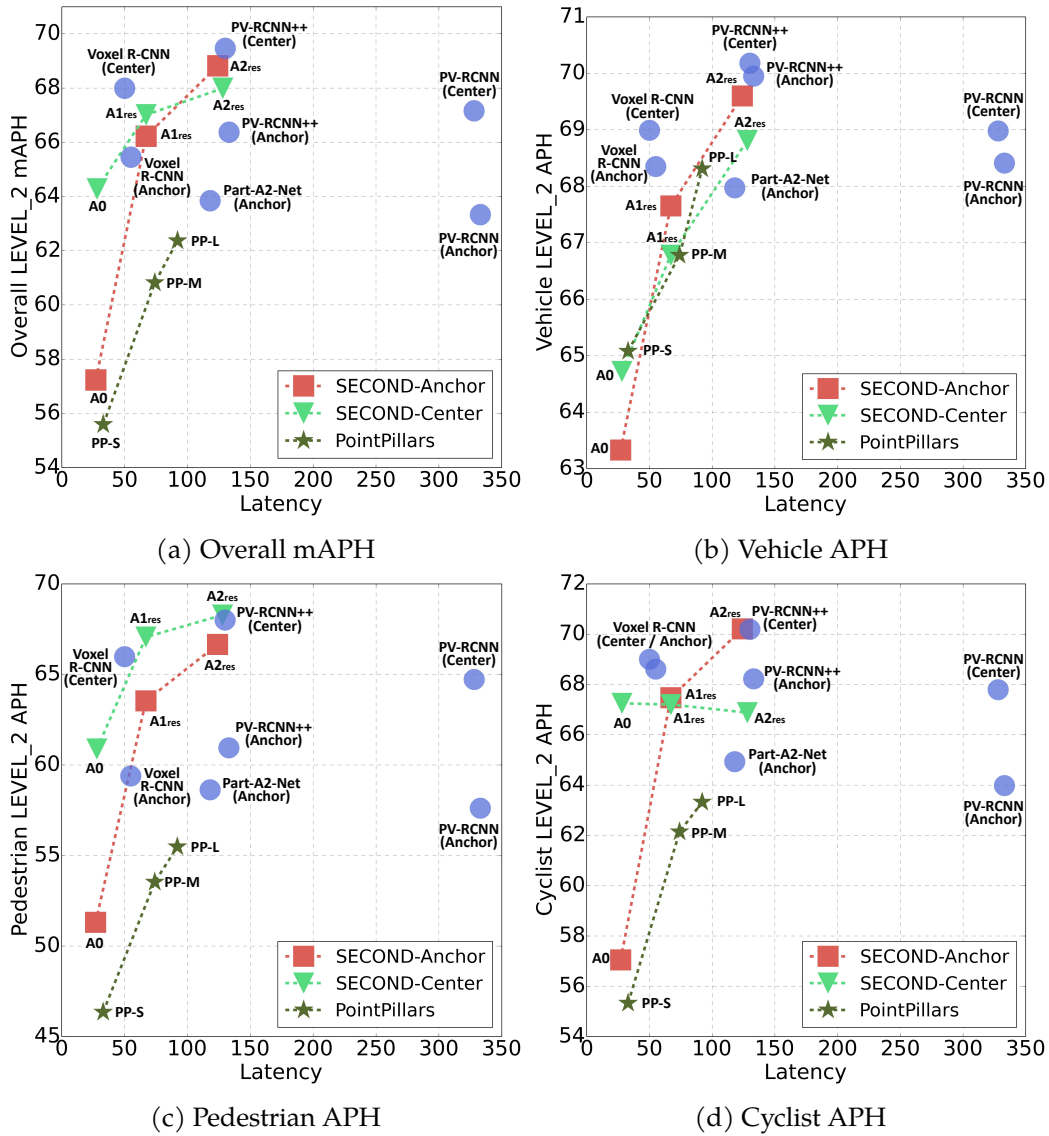 Overall LEVEL_2 mAPH
70
68
66
64
62
60
58
56
54
0
50
100
150
200
250
300
350
Latency
Voxel R-CNN
(Center)
PV-RCNN++
(Center)
A2res
A1res
A2res
A1res
PV-RCNN++
(Anchor)
PV-RCNN
(Center)
Voxel
R-CNN
(Anchor)
A0
Part-A2-Net
(Anchor)
PV-RCNN
(Anchor)
PP-L
PP-M
A0
PP-S
SECOND-Anchor
SECOND-Center
PointPillars
(a) Overall mAPH
Vehicle LEVEL_2 APH
71
70
69
68
67
66
65
64
63
0
50
100
150
200
250
300
350
Latency
PV-RCNN++
(Center)
PV-RCNN++
(Anchor)
A2res
Voxel R-CNN
(Center)
A2res
PV-RCNN
(Center)
Voxel
R-CNN
(Anchor)
PP-L
Part-A2-Net
(Anchor)
PV-RCNN
(Anchor)
A1res
A1res
PP-M
PP-S
A0
A0
SECOND-Anchor
SECOND-Center
PointPillars
(b) Vehicle APH
Pedestrian LEVEL_2 APH
70
65
60
55
50
45
0
50
100
150
200
250
300
350
Latency
A2res
A1res
PV-RCNN++
(Center)
Voxel
R-CNN
(Center)
A2res
PV-RCNN
(Center)
A1res
A0
PV-RCNN++
(Anchor)
Voxel
R-CNN
(Anchor)
Part-A2-Net
(Anchor)
PV-RCNN
(Anchor)
PP-L
PP-M
A0
PP-S
SECOND-Anchor
SECOND-Center
PointPillars
(c) Pedestrian APH
Cyclist LEVEL_2 APH
72
70
68
66
64
62
60
58
56
54
0
50
100
150
200
250
300
350
Latency
A2res
PV-RCNN++
(Center)
Voxel R-CNN
(Center / Anchor)
PV-RCNN++
(Anchor)
PV-RCNN
(Center)
A1res
A0
A1res
A2res
Part-A2-Net
(Anchor)
PV-RCNN
(Anchor)
PP-L
PP-M
A0
PP-S
SECOND-Anchor
SECOND-Center
PointPillars
(d) Cyclist APH